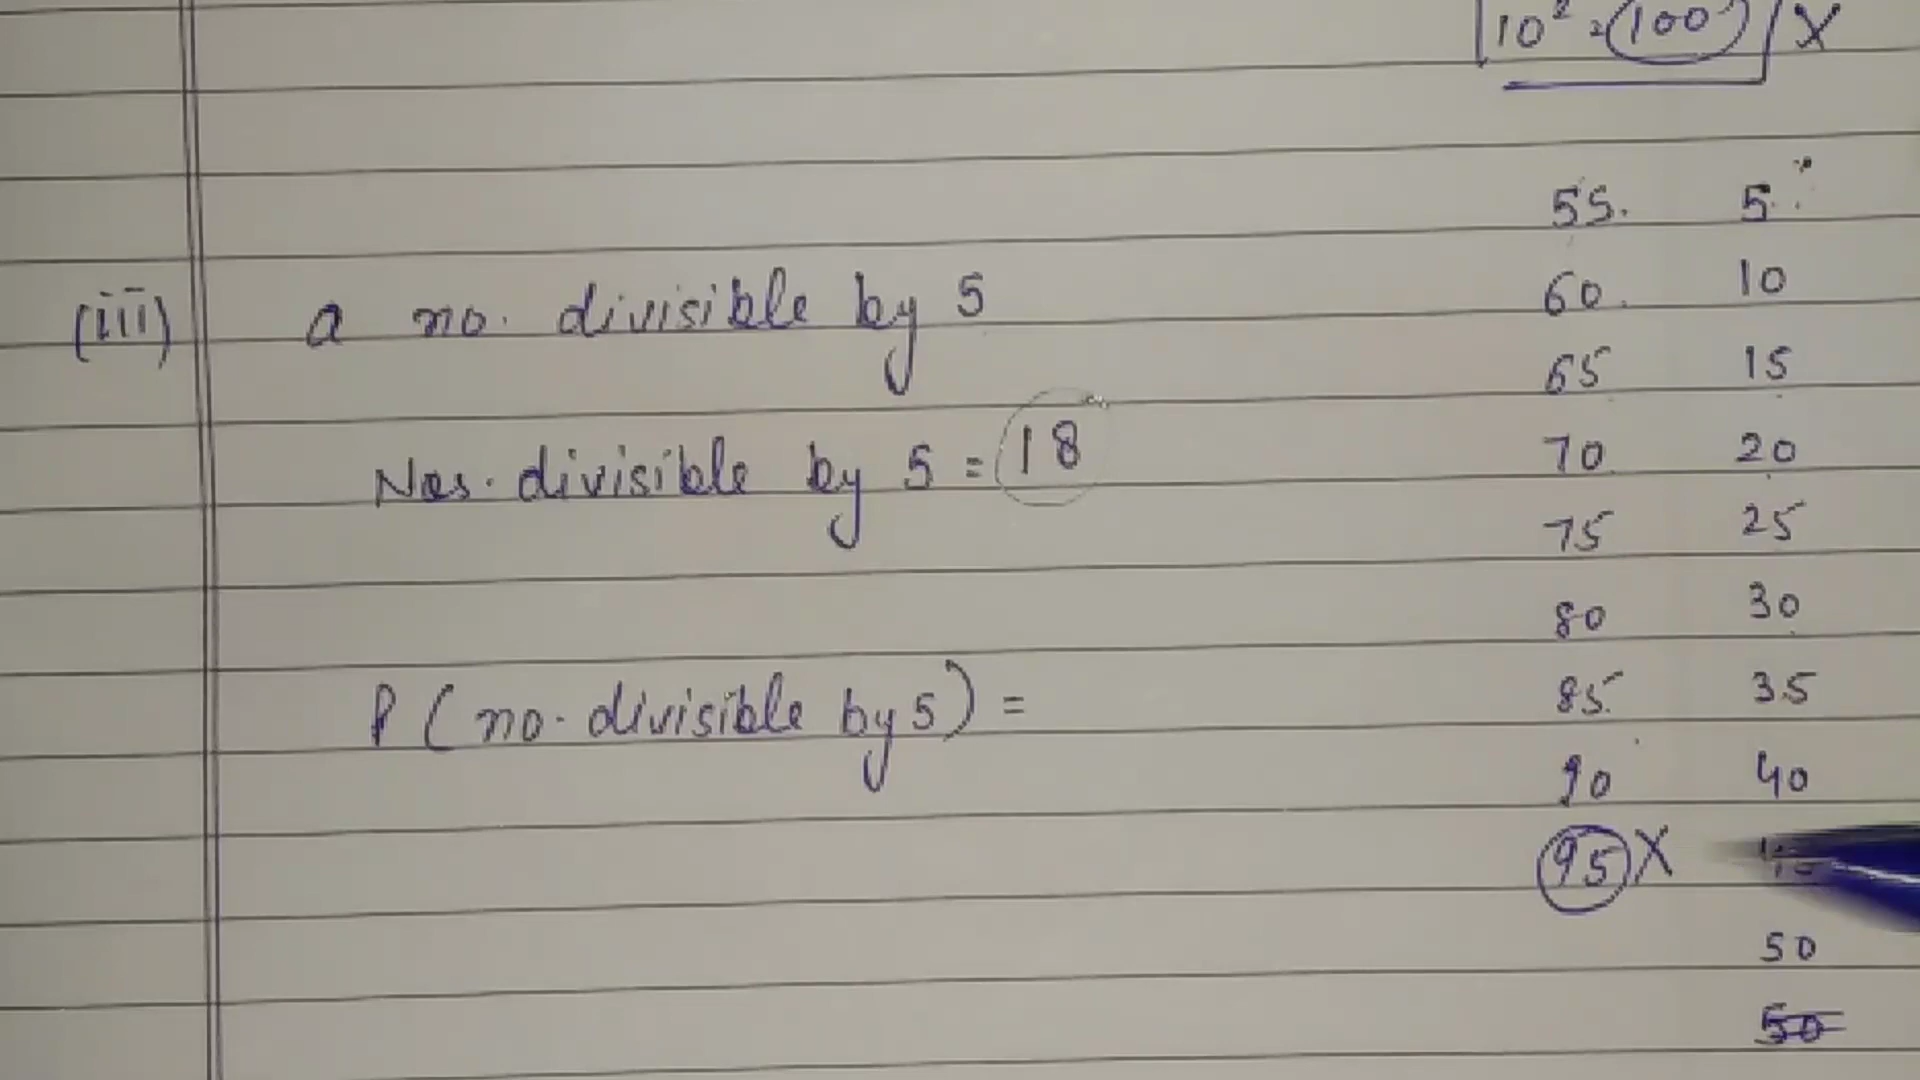 10² = 100 X
55. 5
60. 10
(iii) a no. divisible by 5
65 15
Nos. divisible by 5 = 18
70 20
75 25
80 30
P ( no. divisible by 5 ) =
85. 35
90 40
95 X
50
50